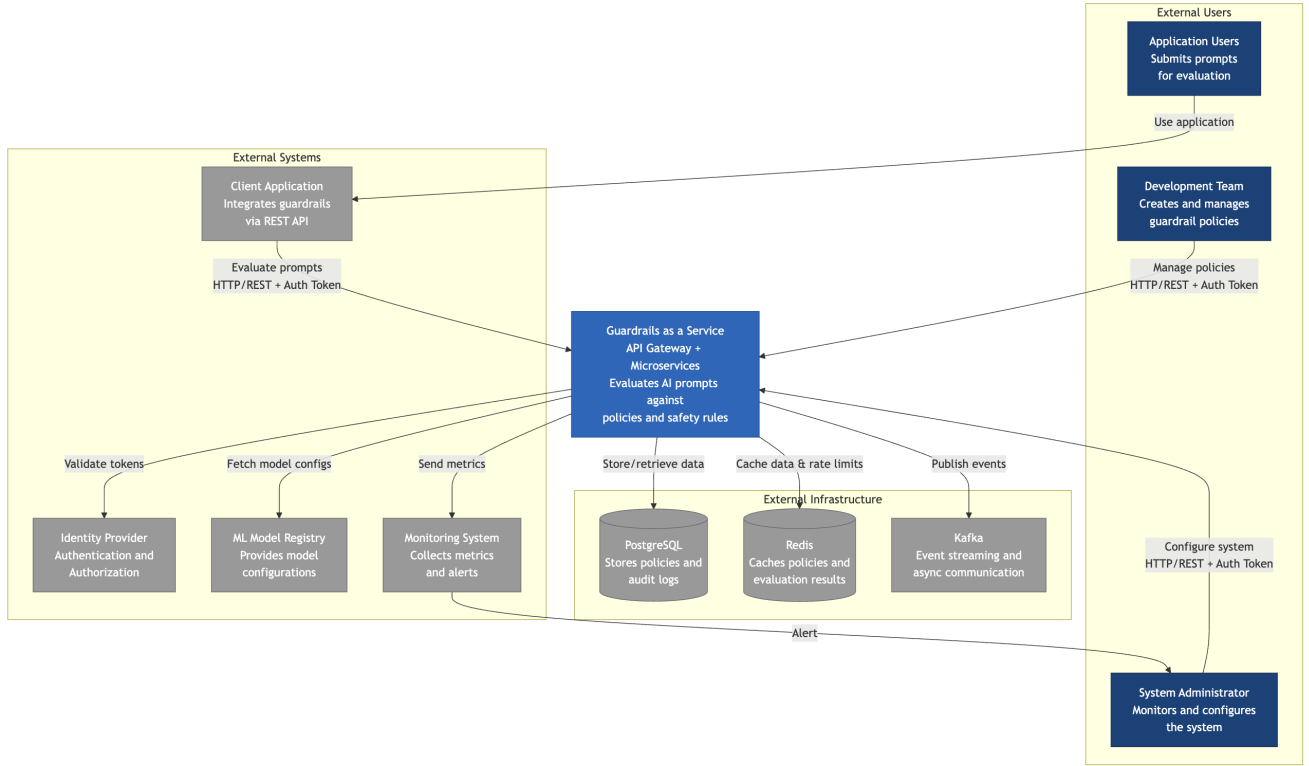 External Users
Application Users
Submits prompts
for evaluation
Use application
External Systems
Client Application
Integrates guardrails
via REST API
Development Team
Creates and manages
guardrail policies
Evaluate prompts
HTTP/REST + Auth Token
Manage policies
HTTP/REST + Auth Token
Guardrails as a Service
API Gateway +
Microservices
Evaluates AI prompts
against
policies and safety rules
Validate tokens
Fetch model configs
Send metrics
Store/retrieve data
Cache data & rate limits
Publish events
External Infrastructure
Identity Provider
Authentication and
Authorization
ML Model Registry
Provides model
configurations
Monitoring System
Collects metrics
and alerts
PostgreSQL
Stores policies and
audit logs
Redis
Caches policies and
evaluation results
Kafka
Event streaming and
async communication
Configure system
HTTP/REST + Auth Token
Alert
System Administrator
Monitors and configures
the system